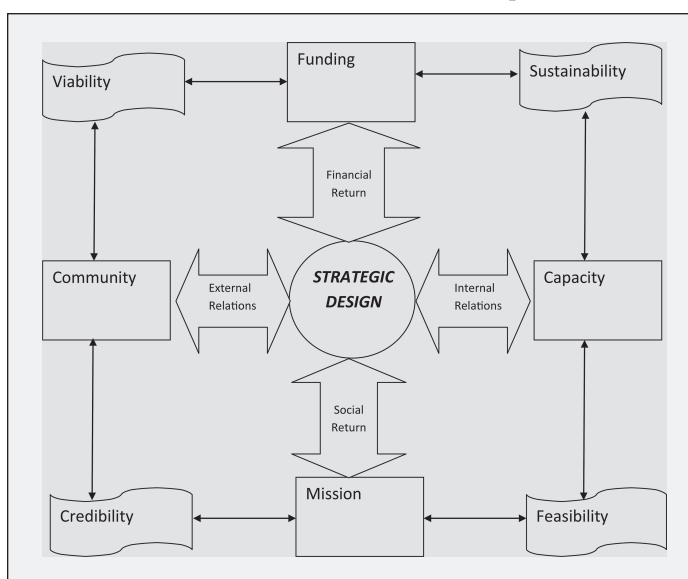 Viability
Funding
Sustainability
Financial
Return
Community
External
Relations
STRATEGIC
DESIGN
Internal
Relations
Capacity
Social
Return
Credibility
Mission
Feasibility